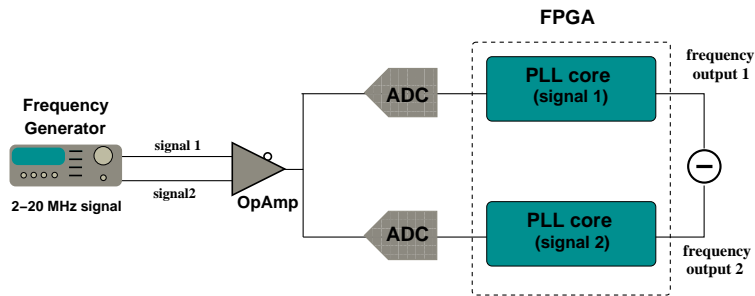 FPGA
Frequency
Generator
2–20 MHz signal
signal 1
signal2
OpAmp
ADC
PLL core
(signal 1)
frequency
output 1
ADC
PLL core
(signal 2)
frequency
output 2